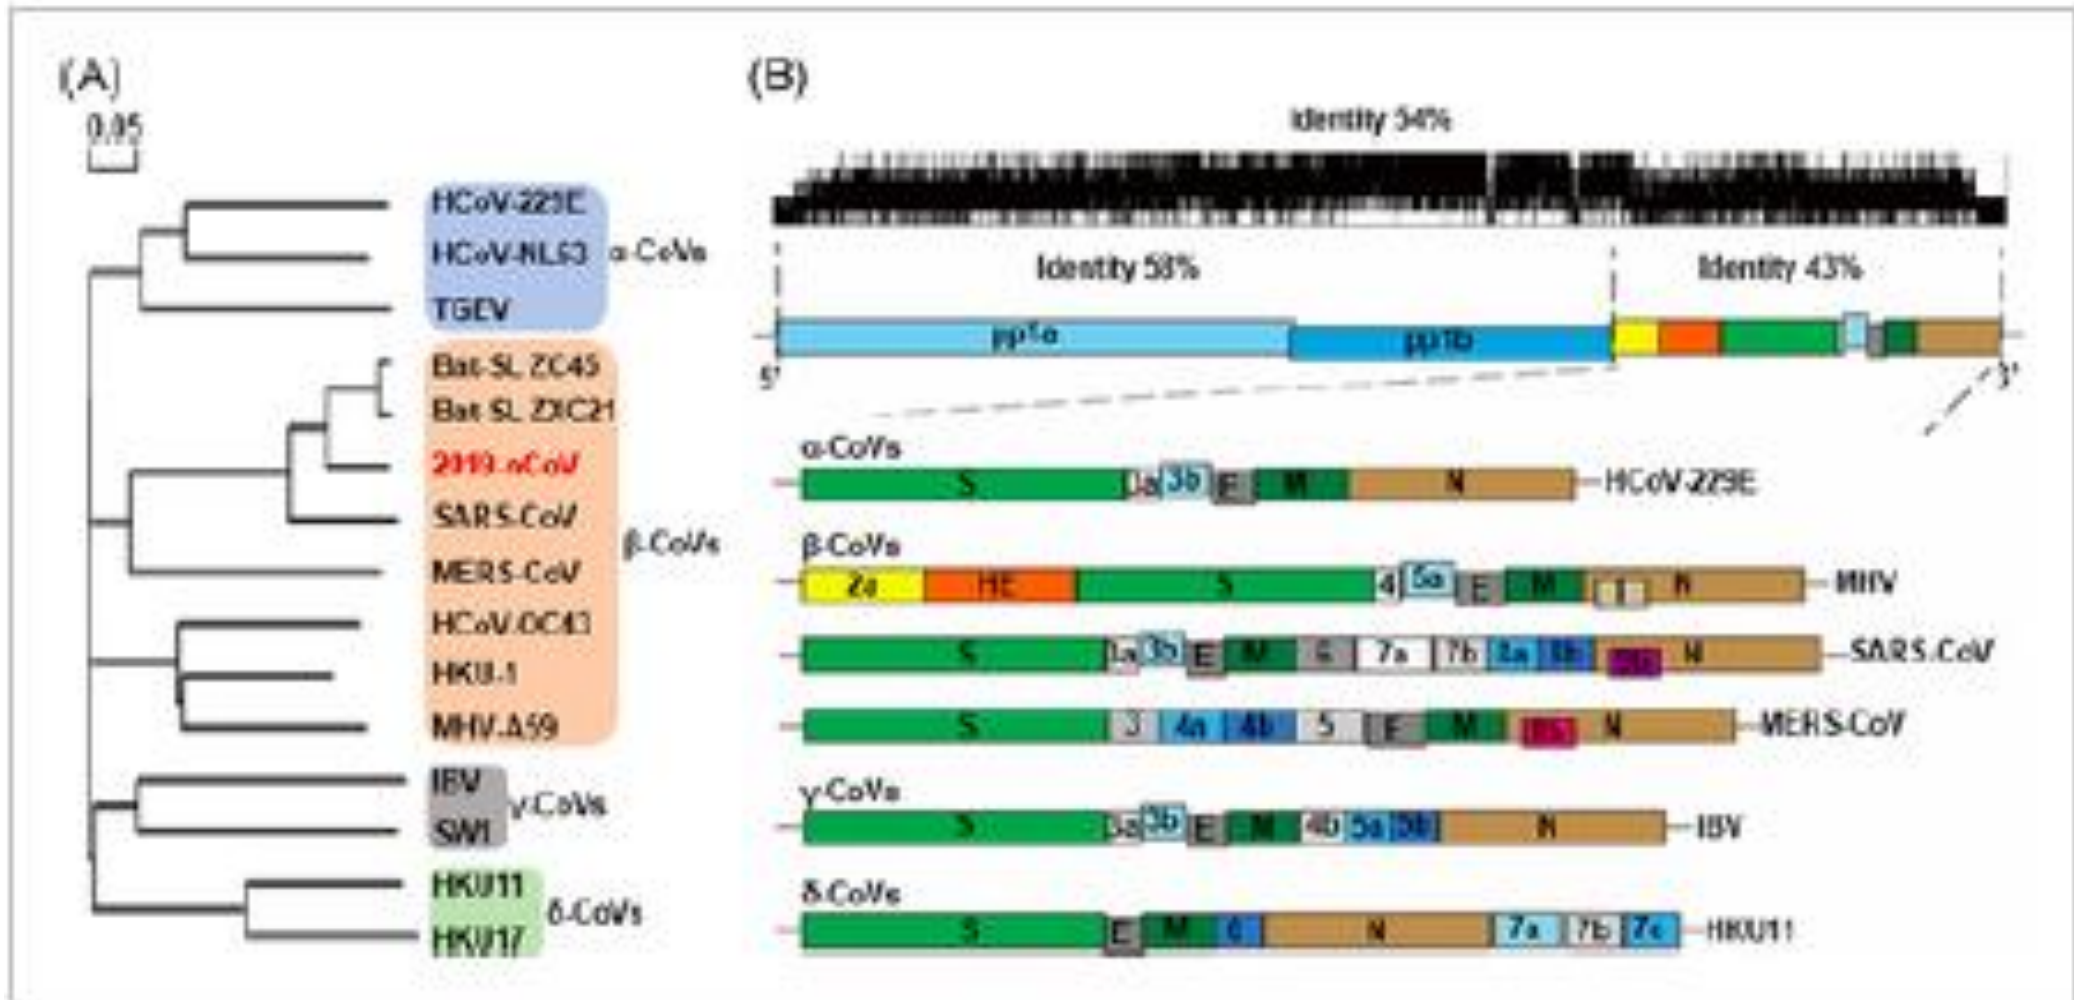 (A)
0.05
HCoV-229E
HCoV-NL63
α-CoVs
TGEV
Bat-SL ZC45
Bat-SL ZXC21
2019-nCoV
SARS-CoV
β-CoVs
MERS-CoV
HCoV-OC43
HKU-1
MHV-A59
IBV
γ-CoVs
SW1
HKU11
δ-CoVs
HKU17
(B)
Identity 54%
Identity 58% Identity 43%
pp1a pp1b
5' 3'
α-CoVs
S 3a 3b E M N HCoV-229E
β-CoVs
2a HE S 4 5a E M I N MHV
S 3a 3b E M 6 7a 7b 8a 8b 9b N SARS-CoV
S 3 4a 4b 5 E M 8b N MERS-CoV
γ-CoVs
S 3a 3b E M 4b 5a 5b N IBV
δ-CoVs
S E M 6 N 7a 7b 7c HKU11